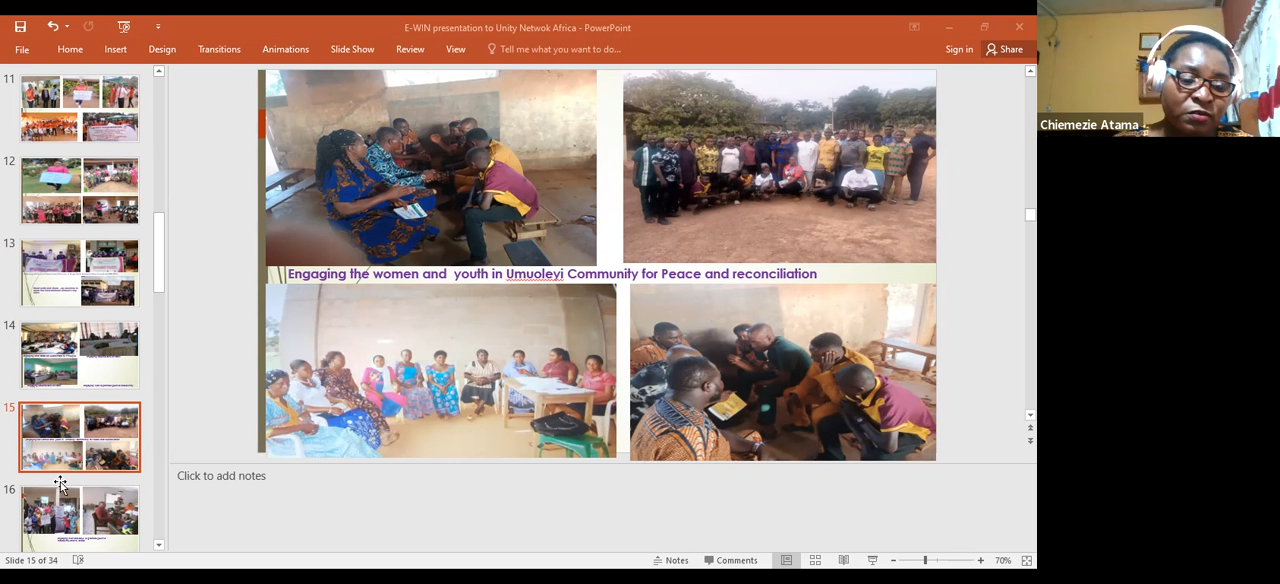 E-WIN presentation to Unity Netwok Africa - PowerPoint
File Home Insert Design Transitions Animations Slide Show Review View Tell me what you want to do... Sign in Share
Chiemezie Atama
11
12
13
14
15
16
Engaging the women and youth in Umuoleyi Community for Peace and reconciliation
Click to add notes
Slide 15 of 34 Notes Comments 70%